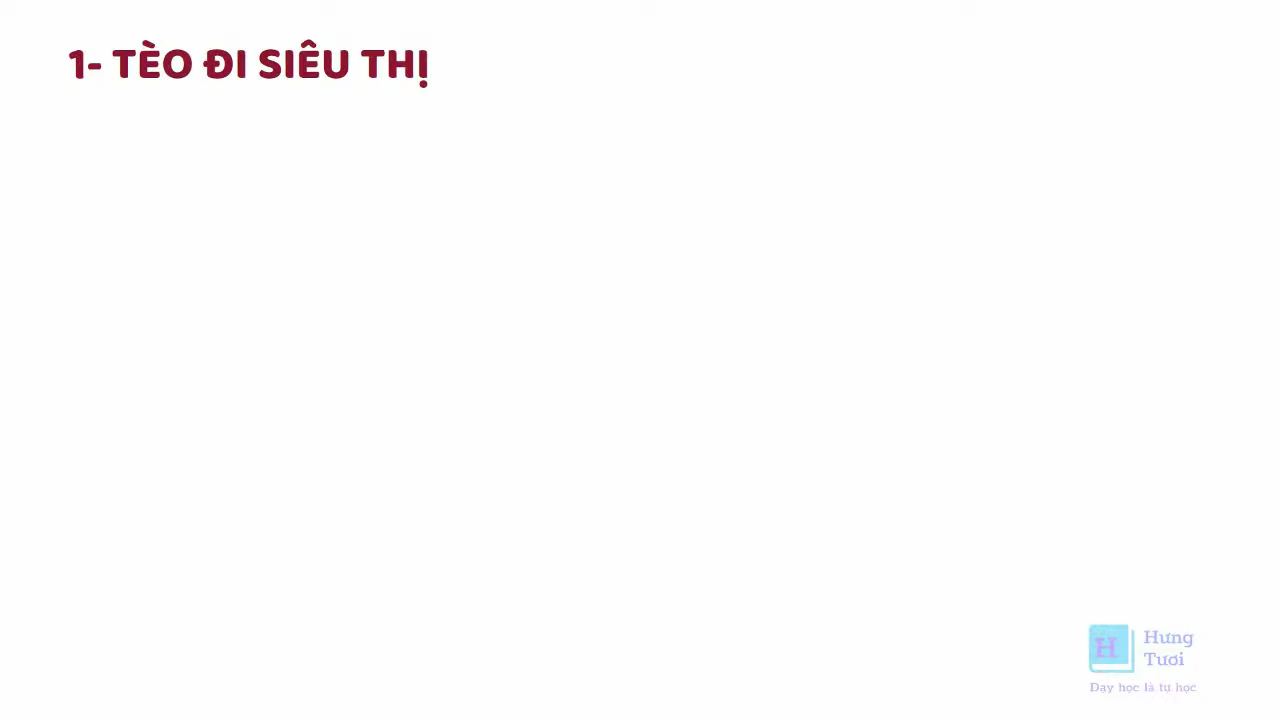 1- TÈO ĐI SIÊU THỊ
H
Hưng
Tươi
Dạy học là tự học